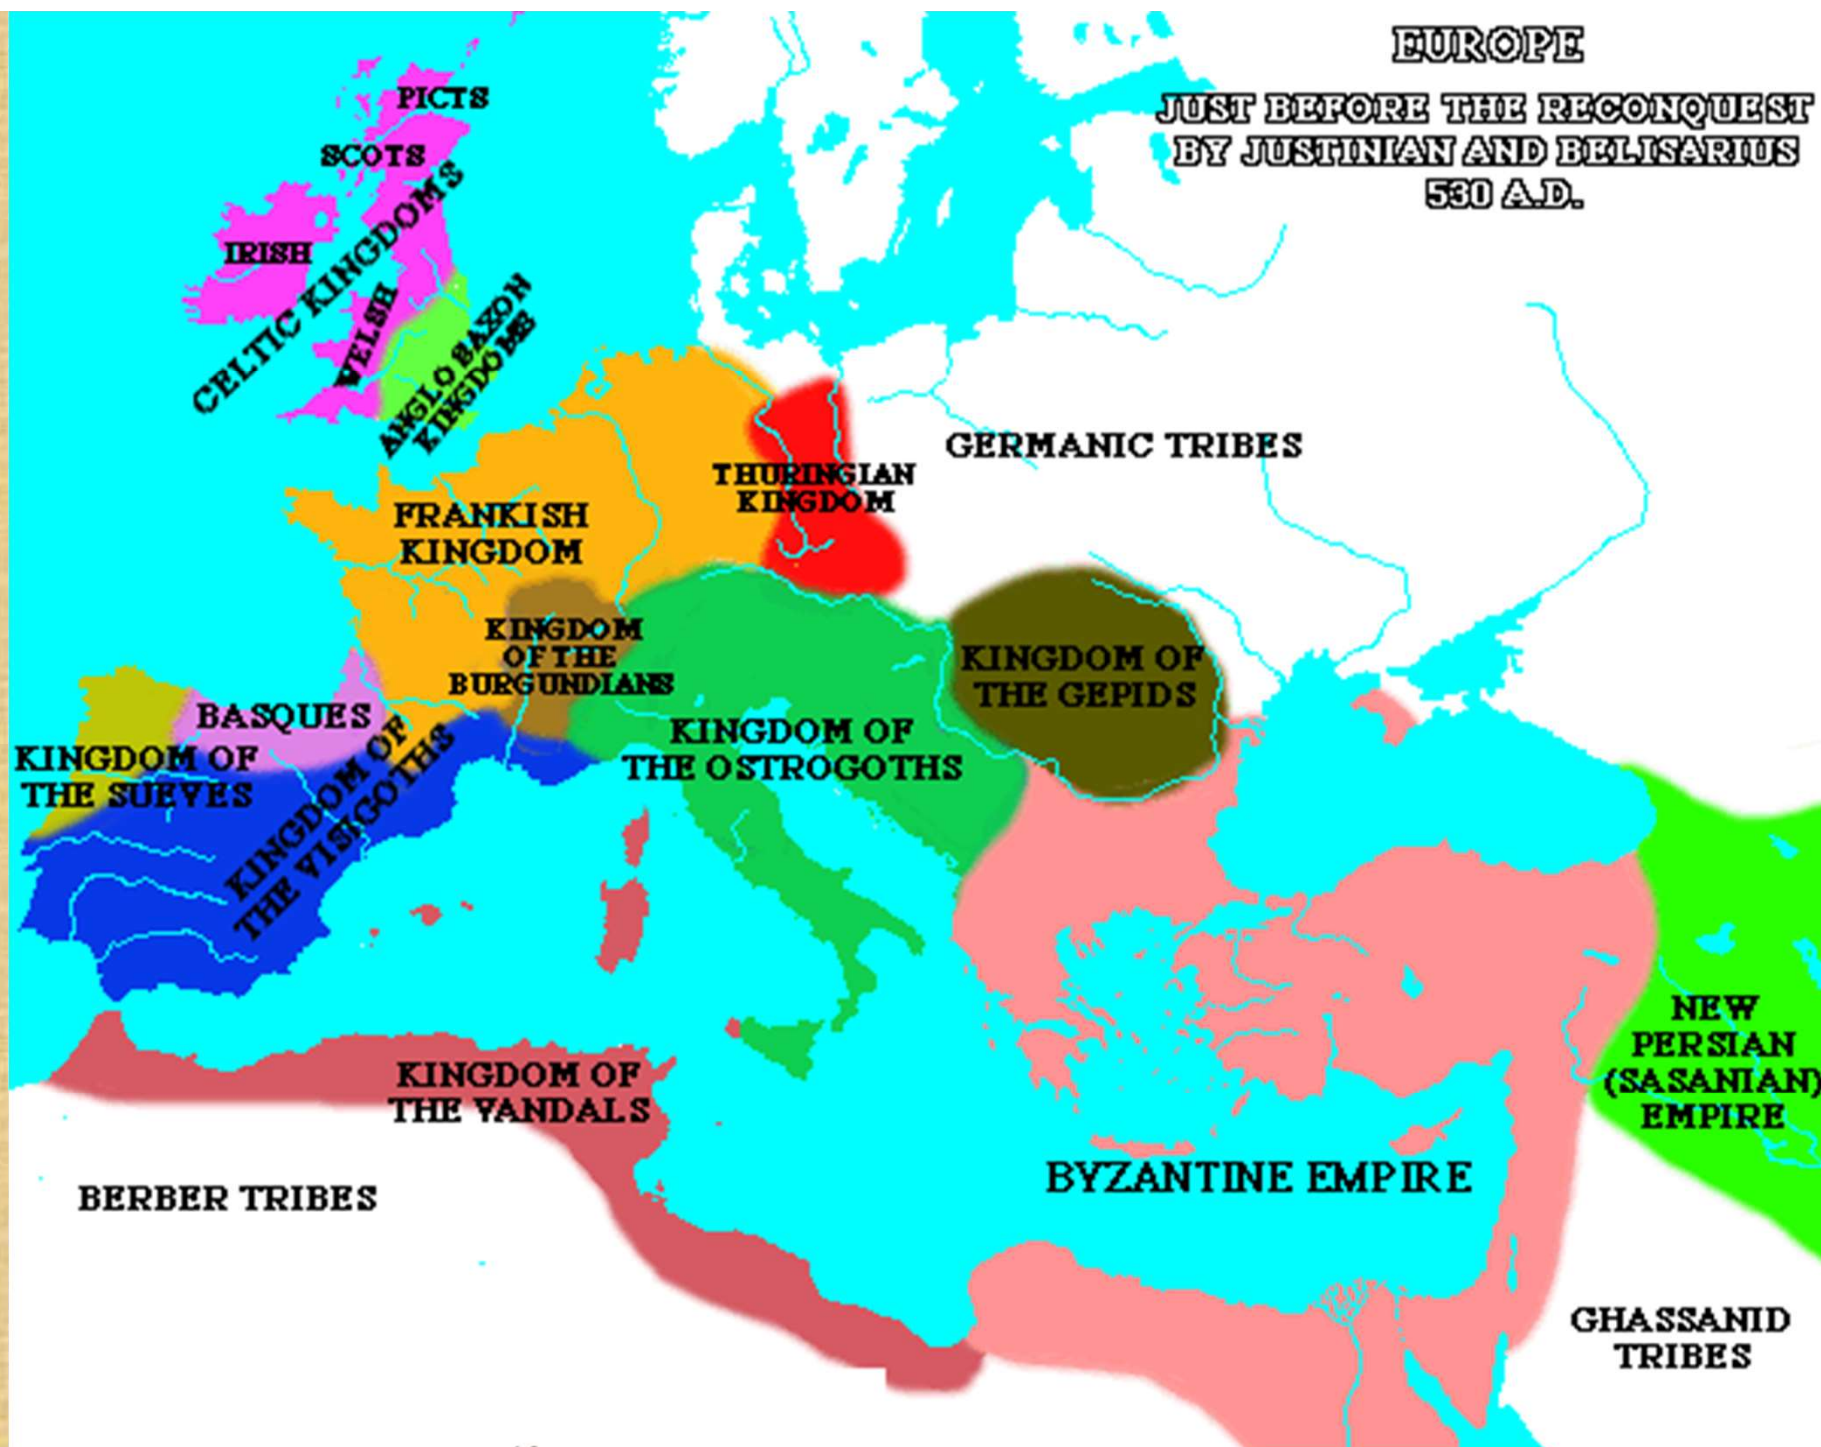 EUROPE
JUST BEFORE THE RECONQUEST
BY JUSTINIAN AND BELISARIUS
530 A.D.
PICTS
SCOTS
IRISH
CELTIC KINGDOMS
WELSH
ANGLO SAXON
KINGDOMS
GERMANIC TRIBES
THURINGIAN
KINGDOM
FRANKISH
KINGDOM
KINGDOM
OF THE
BURGUNDIANS
KINGDOM OF
THE GEPIDS
BASQUES
KINGDOM OF
THE SUEVES
KINGDOM OF
THE VISIGOTHS
KINGDOM OF
THE OSTROGOTHS
NEW
PERSIAN
(SASANIAN)
EMPIRE
KINGDOM OF
THE VANDALS
BERBER TRIBES
BYZANTINE EMPIRE
GHASSANID
TRIBES